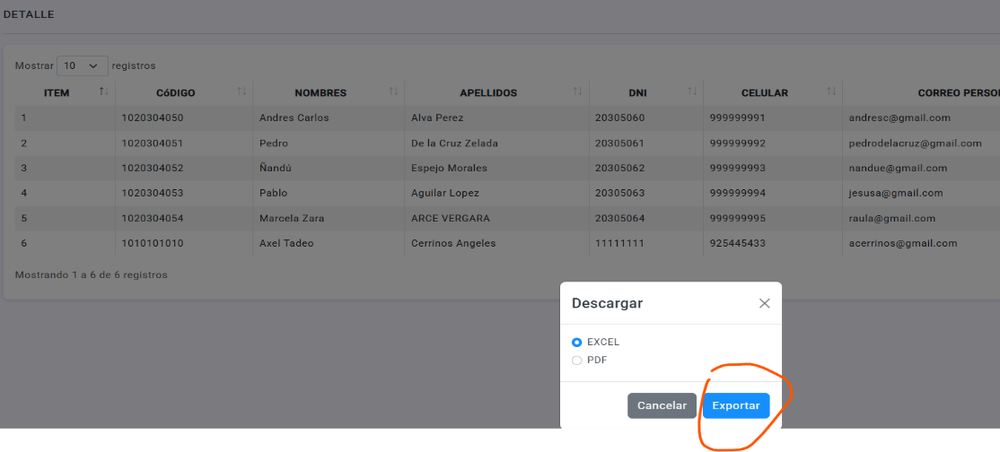 DETALLE
Mostrar 10 registros
ITEM CóDIGO NOMBRES APELLIDOS DNI CELULAR CORREO PERSO
1 1020304050 Andres Carlos Alva Perez 20305060 999999991 andresc@gmail.com
2 1020304051 Pedro De la Cruz Zelada 20305061 999999992 pedrodelacruz@gmail.com
3 1020304052 Ñandú Espejo Morales 20305062 999999993 nandue@gmail.com
4 1020304053 Pablo Aguilar Lopez 20305063 999999994 jesusa@gmail.com
5 1020304054 Marcela Zara ARCE VERGARA 20305064 999999995 raula@gmail.com
6 1010101010 Axel Tadeo Cerrinos Angeles 11111111 925445433 acerrinos@gmail.com
Mostrando 1 a 6 de 6 registros
Descargar
EXCEL
PDF
Cancelar Exportar